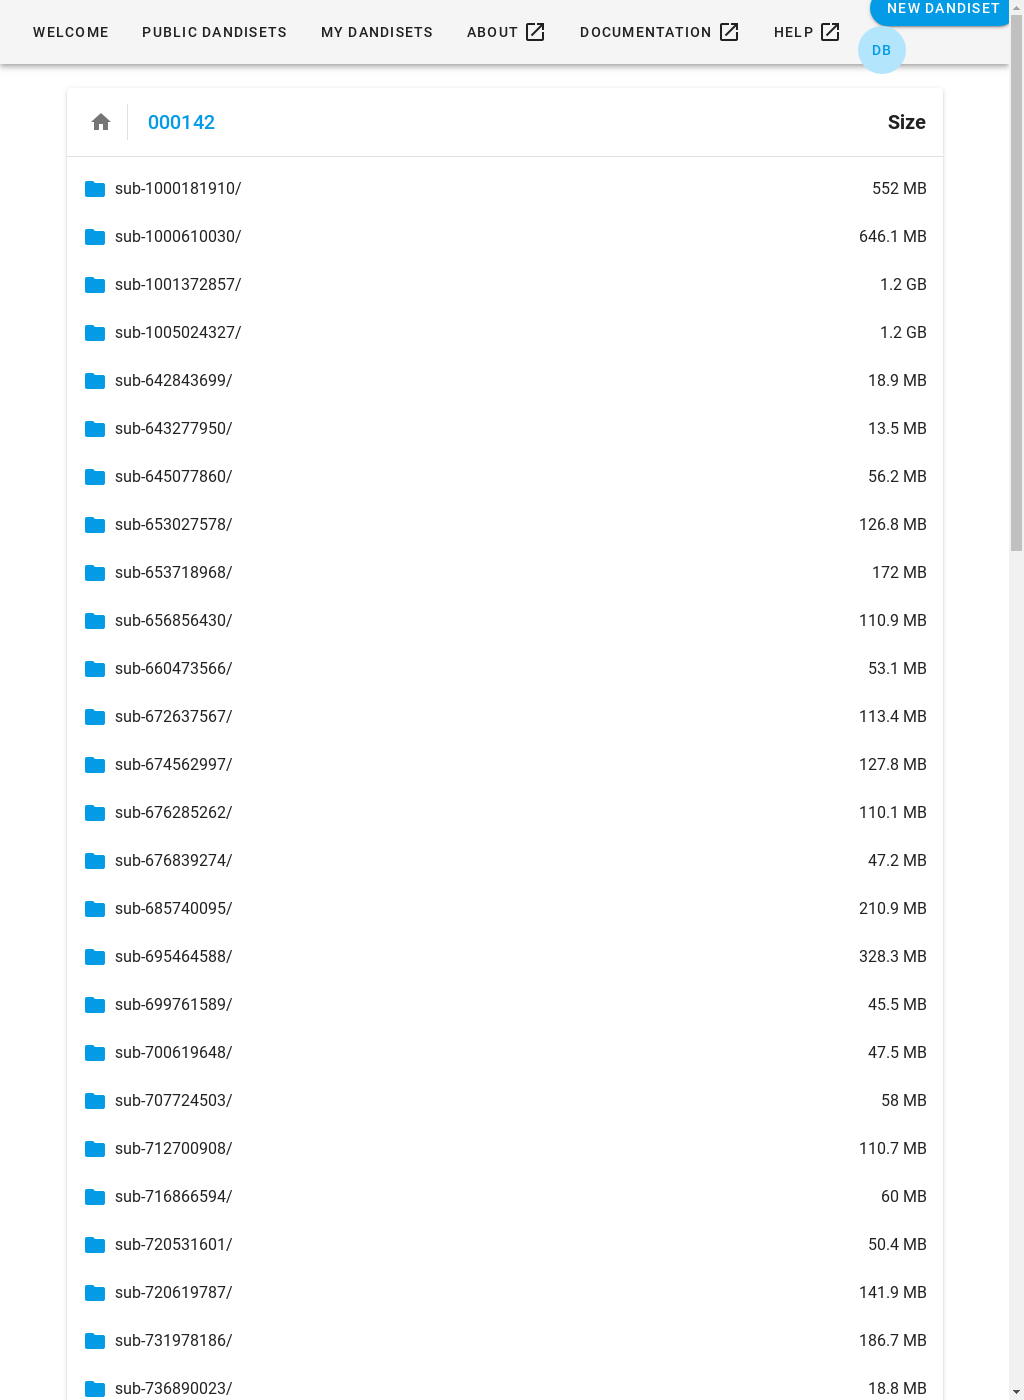 WELCOME PUBLIC DANDISETS MY DANDISETS ABOUT DOCUMENTATION HELP NEW DANDISET
DB
000142 Size
sub-1000181910/ 552 MB
sub-1000610030/ 646.1 MB
sub-1001372857/ 1.2 GB
sub-1005024327/ 1.2 GB
sub-642843699/ 18.9 MB
sub-643277950/ 13.5 MB
sub-645077860/ 56.2 MB
sub-653027578/ 126.8 MB
sub-653718968/ 172 MB
sub-656856430/ 110.9 MB
sub-660473566/ 53.1 MB
sub-672637567/ 113.4 MB
sub-674562997/ 127.8 MB
sub-676285262/ 110.1 MB
sub-676839274/ 47.2 MB
sub-685740095/ 210.9 MB
sub-695464588/ 328.3 MB
sub-699761589/ 45.5 MB
sub-700619648/ 47.5 MB
sub-707724503/ 58 MB
sub-712700908/ 110.7 MB
sub-716866594/ 60 MB
sub-720531601/ 50.4 MB
sub-720619787/ 141.9 MB
sub-731978186/ 186.7 MB
sub-736890023/ 18.8 MB